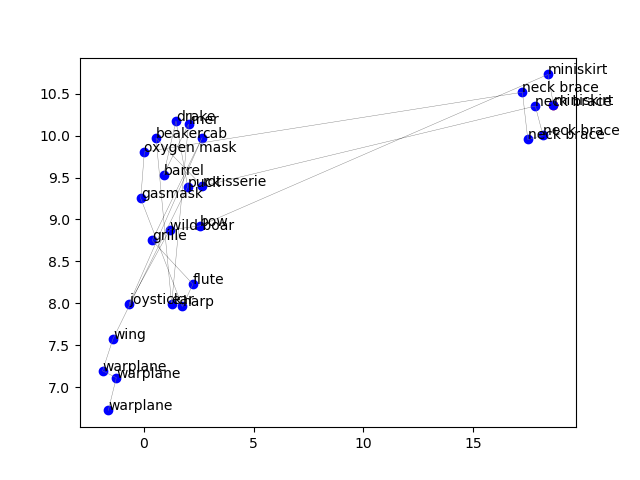 miniskirt
neck brace
miniskirt
neck brace
neck brace
neck brace
drake
beaker
cab
oxygen mask
barrel
puck
rotisserie
gasmask
bow
wild boar
grille
flute
joystick
harp
wing
warplane
warplane
warplane
10.5
10.0
9.5
9.0
8.5
8.0
7.5
7.0
0
5
10
15